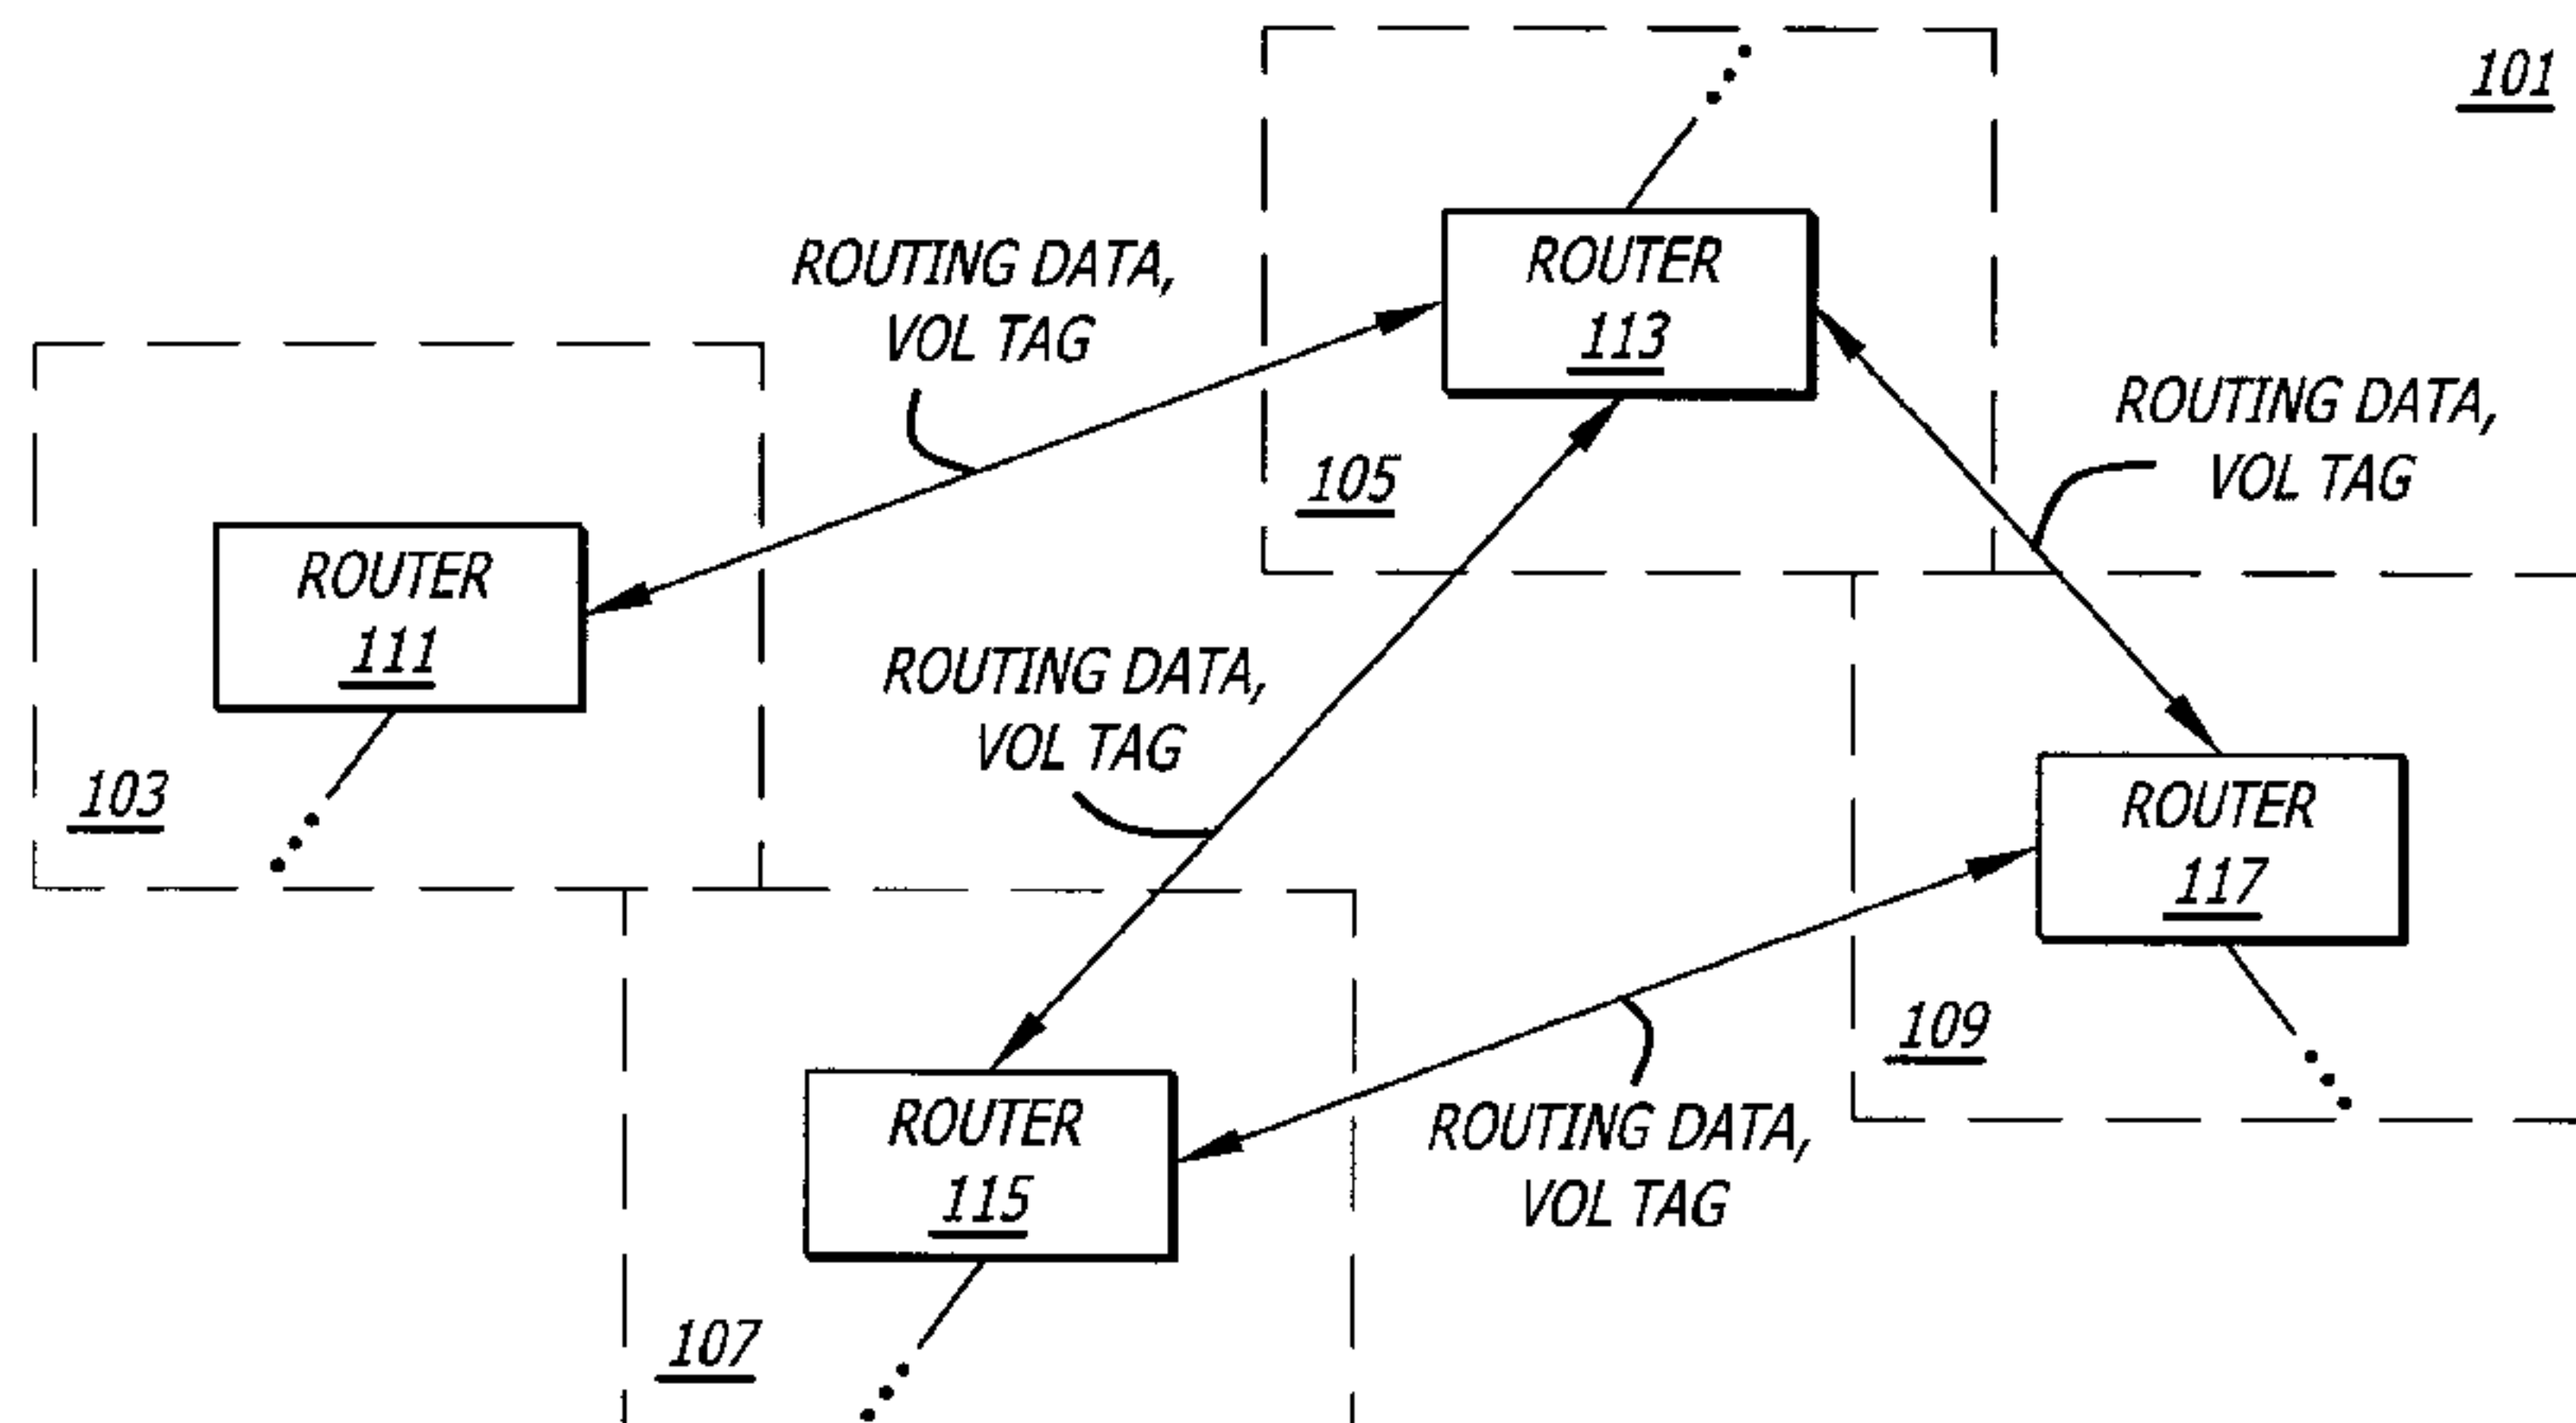 101
ROUTING DATA,
VOL TAG
ROUTER
113
ROUTING DATA,
VOL TAG
105
ROUTER
111
103
ROUTING DATA,
VOL TAG
ROUTER
117
109
ROUTER
115
107
ROUTING DATA,
VOL TAG